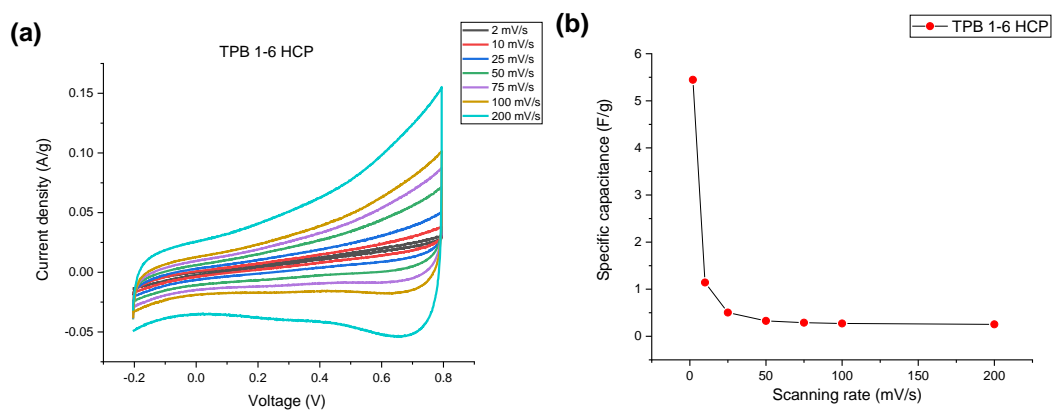 (a)
TPB 1-6 HCP
2 mV/s
10 mV/s
25 mV/s
50 mV/s
75 mV/s
100 mV/s
200 mV/s
0.15
0.10
0.05
0.00
-0.05
Current density (A/g)
-0.2
0.0
0.2
0.4
0.6
0.8
Voltage (V)
(b)
TPB 1-6 HCP
6
5
4
3
2
1
0
Specific capacitance (F/g)
0
50
100
150
200
Scanning rate (mV/s)